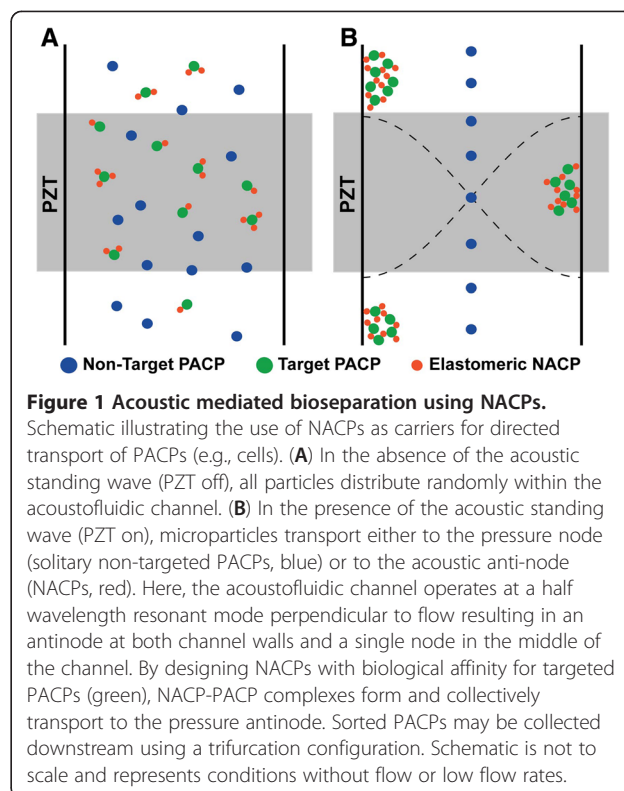 A
B
PZT
PZT
Non-Target PACP
Target PACP
Elastomeric NACP
Figure 1 Acoustic mediated bioseparation using NACPs.
Schematic illustrating the use of NACPs as carriers for directed
transport of PACPs (e.g., cells). (A) In the absence of the acoustic
standing wave (PZT off), all particles distribute randomly within the
acoustofluidic channel. (B) In the presence of the acoustic standing
wave (PZT on), microparticles transport either to the pressure node
(solitary non-targeted PACPs, blue) or to the acoustic anti-node
(NACPs, red). Here, the acoustofluidic channel operates at a half
wavelength resonant mode perpendicular to flow resulting in an
antinode at both channel walls and a single node in the middle of
the channel. By designing NACPs with biological affinity for targeted
PACPs (green), NACP-PACP complexes form and collectively
transport to the pressure antinode. Sorted PACPs may be collected
downstream using a trifurcation configuration. Schematic is not to
scale and represents conditions without flow or low flow rates.